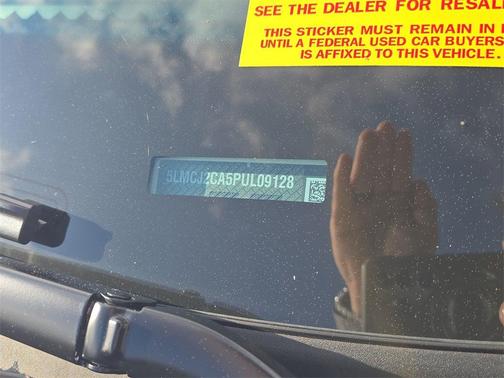 SEE THE DEALER FOR RESAL
THIS STICKER MUST REMAIN IN
UNTIL A FEDERAL USED CAR BUYERS
IS AFFIXED TO THIS VEHICLE.
5LMCJ2CA5PUL09128